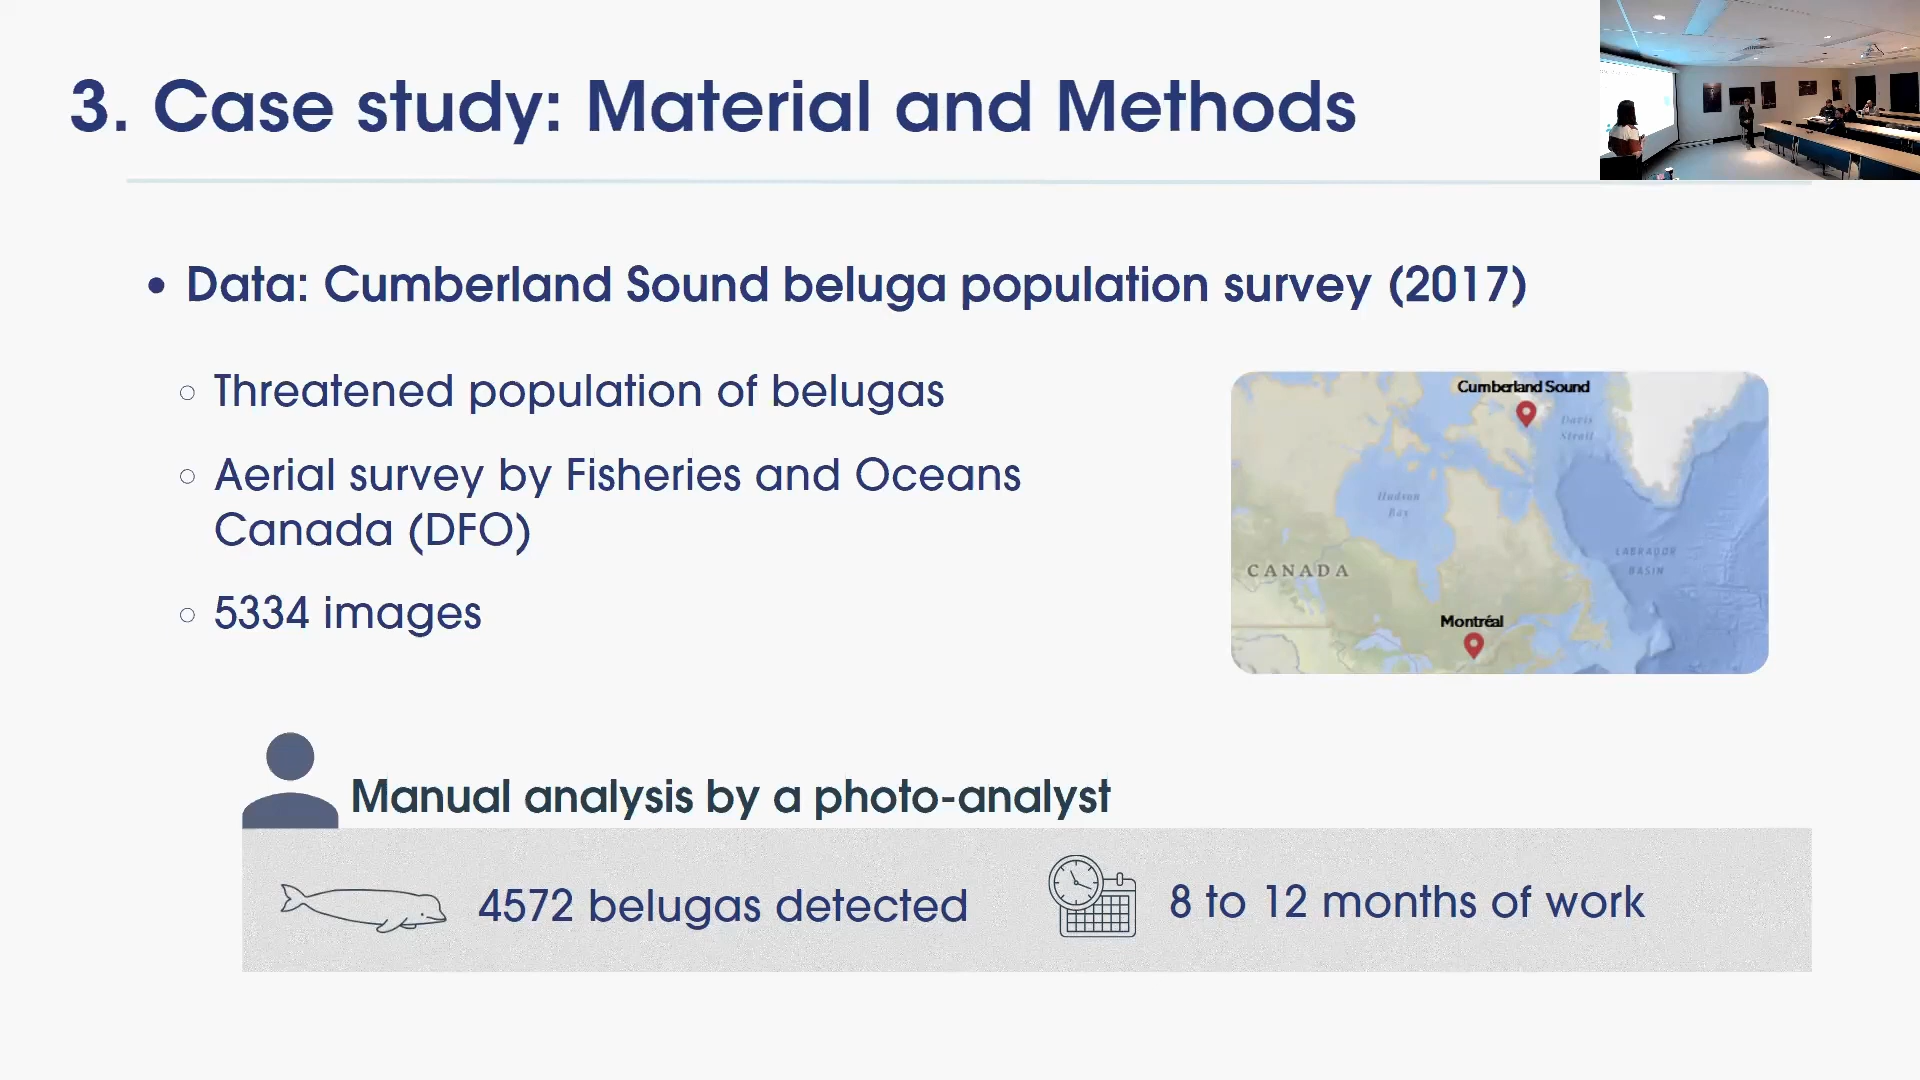 3. Case study: Material and Methods
• Data: Cumberland Sound beluga population survey (2017)
○ Threatened population of belugas
○ Aerial survey by Fisheries and Oceans
Canada (DFO)
○ 5334 images
Cumberland Sound
Davis
Strait
Hudson
Bay
LABRADOR
BASIN
CANADA
Montréal
Manual analysis by a photo-analyst
4572 belugas detected
8 to 12 months of work